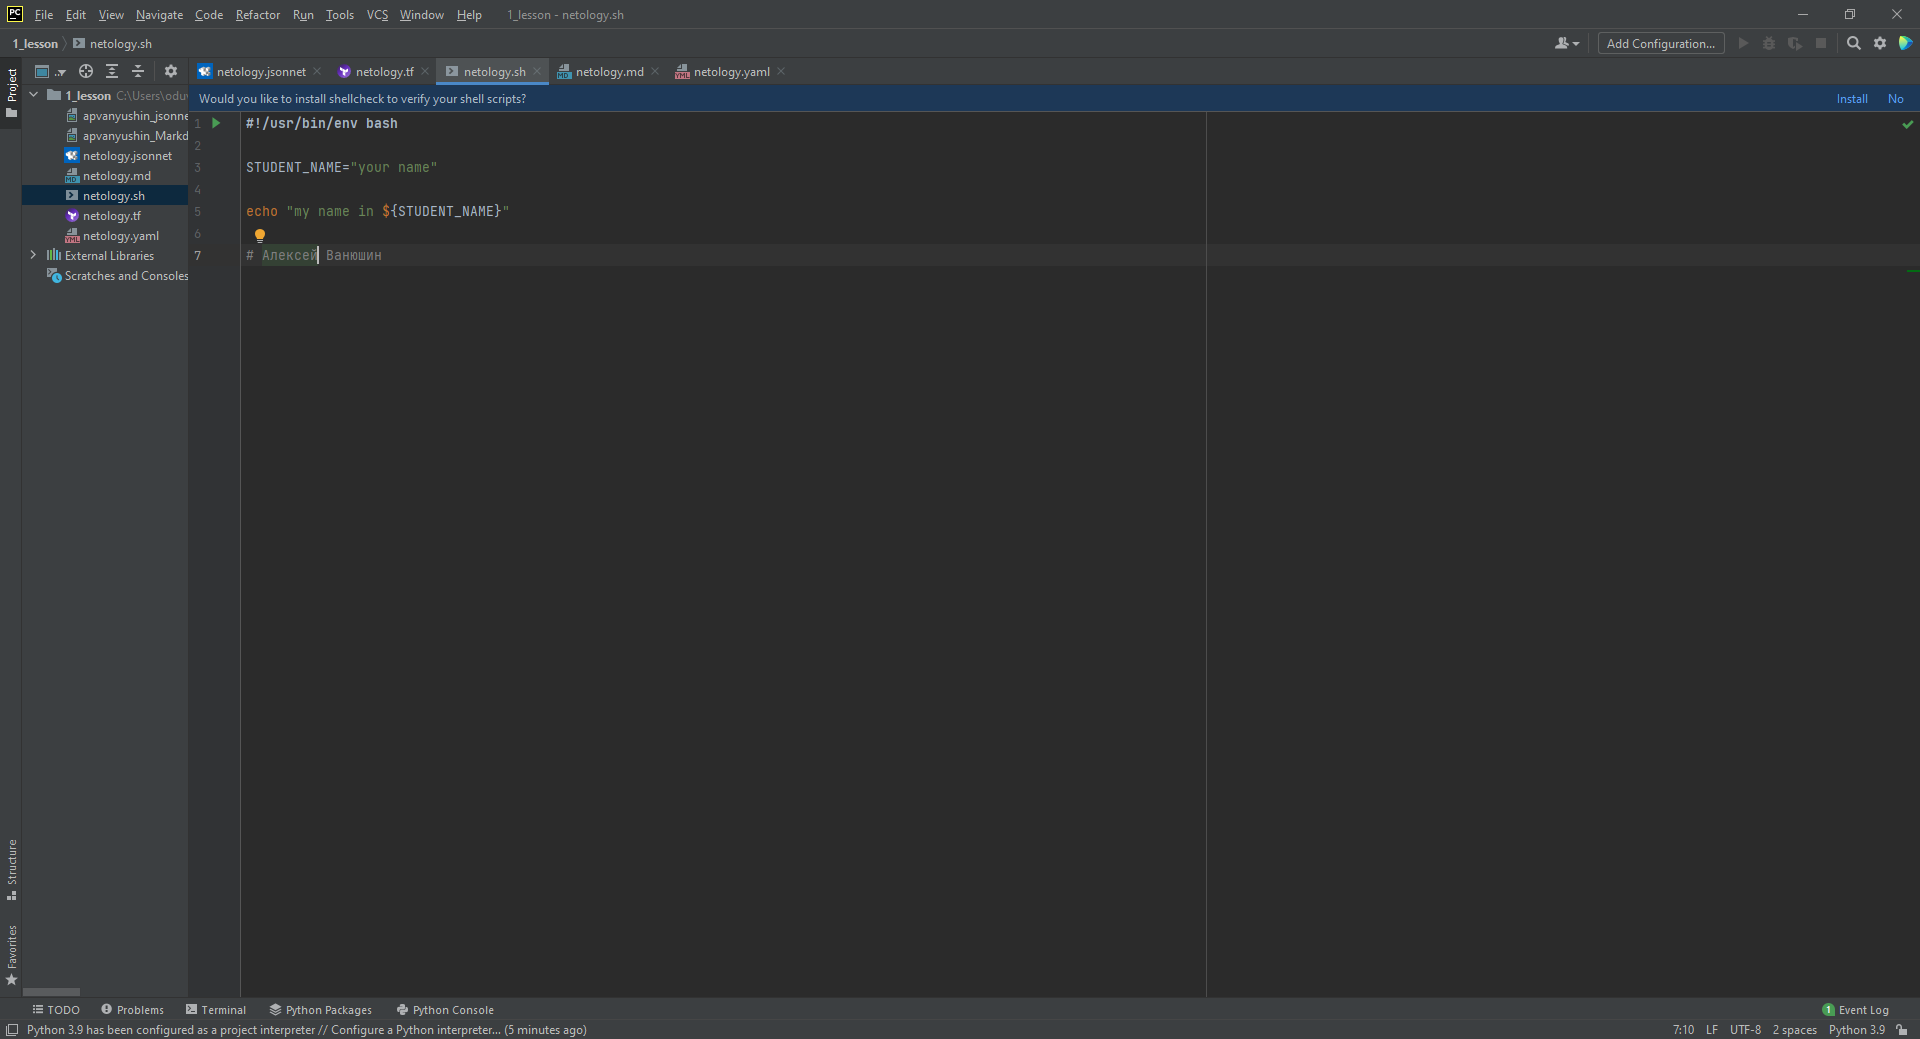 File Edit View Navigate Code Refactor Run Tools VCS Window Help 1_lesson - netology.sh
1_lesson netology.sh Add Configuration...
netology.jsonnet netology.tf netology.sh netology.md netology.yaml
Project
1_lesson C:\Users\oduv
apvanyushin_jsonne
apvanyushin_Markd
netology.jsonnet
netology.md
netology.sh
netology.tf
netology.yaml
External Libraries
Scratches and Consoles
Would you like to install shellcheck to verify your shell scripts? Install No
1 #!/usr/bin/env bash
2
3 STUDENT_NAME="your name"
4
5 echo "my name in ${STUDENT_NAME}"
6
7 # Алексей Ванюшин
Structure
Favorites
TODO Problems Terminal Python Packages Python Console 1 Event Log
Python 3.9 has been configured as a project interpreter // Configure a Python interpreter... (5 minutes ago) 7:10 LF UTF-8 2 spaces Python 3.9